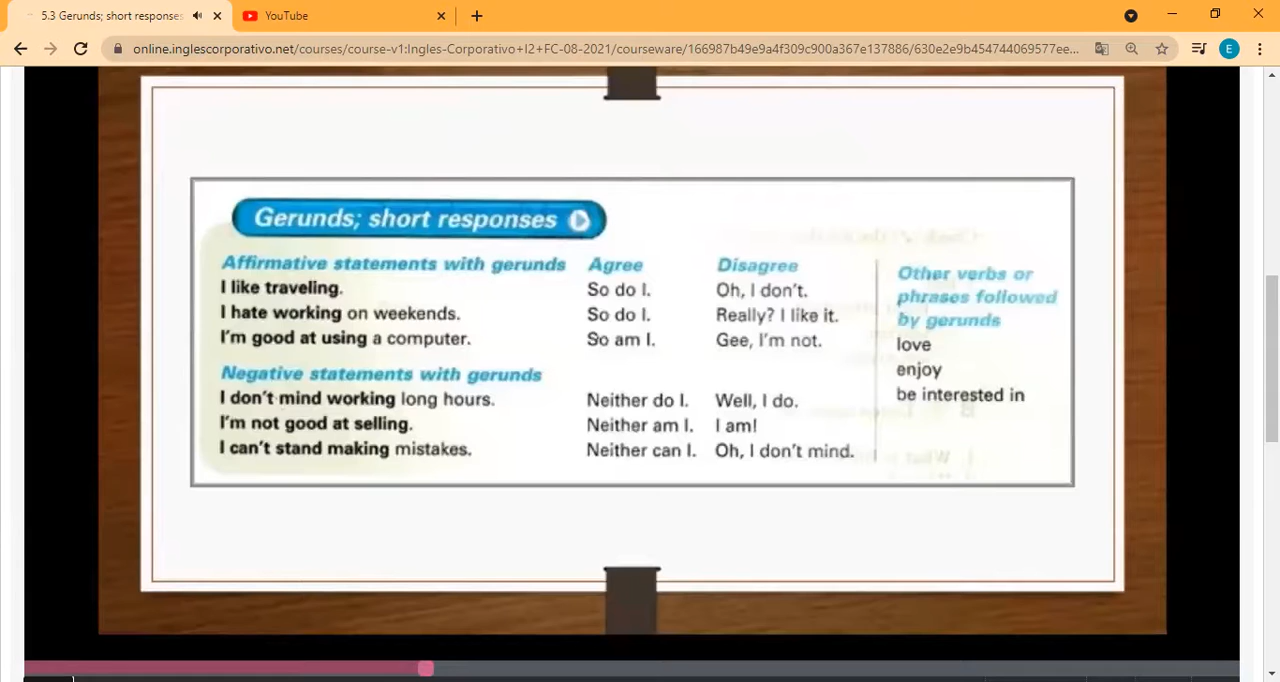 5.3 Gerunds; short responses
YouTube
online.inglescorporativo.net/courses/course-v1:Ingles-Corporativo+I2+FC-08-2021/courseware/166987b49e9a4f309c900a367e137886/630e2e9b454744069577ee...
E
Gerunds; short responses
Affirmative statements with gerunds Agree Disagree
I like traveling. So do I. Oh, I don't.
I hate working on weekends. So do I. Really? I like it.
I'm good at using a computer. So am I. Gee, I'm not.
Negative statements with gerunds
I don't mind working long hours. Neither do I. Well, I do.
I'm not good at selling. Neither am I. I am!
I can't stand making mistakes. Neither can I. Oh, I don't mind.
Other verbs or
phrases followed
by gerunds
love
enjoy
be interested in